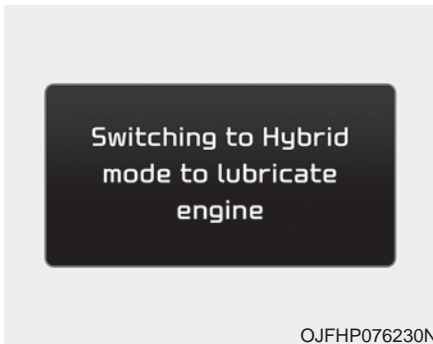 Switching to Hybrid
mode to lubricate
engine
OJFHP076230N